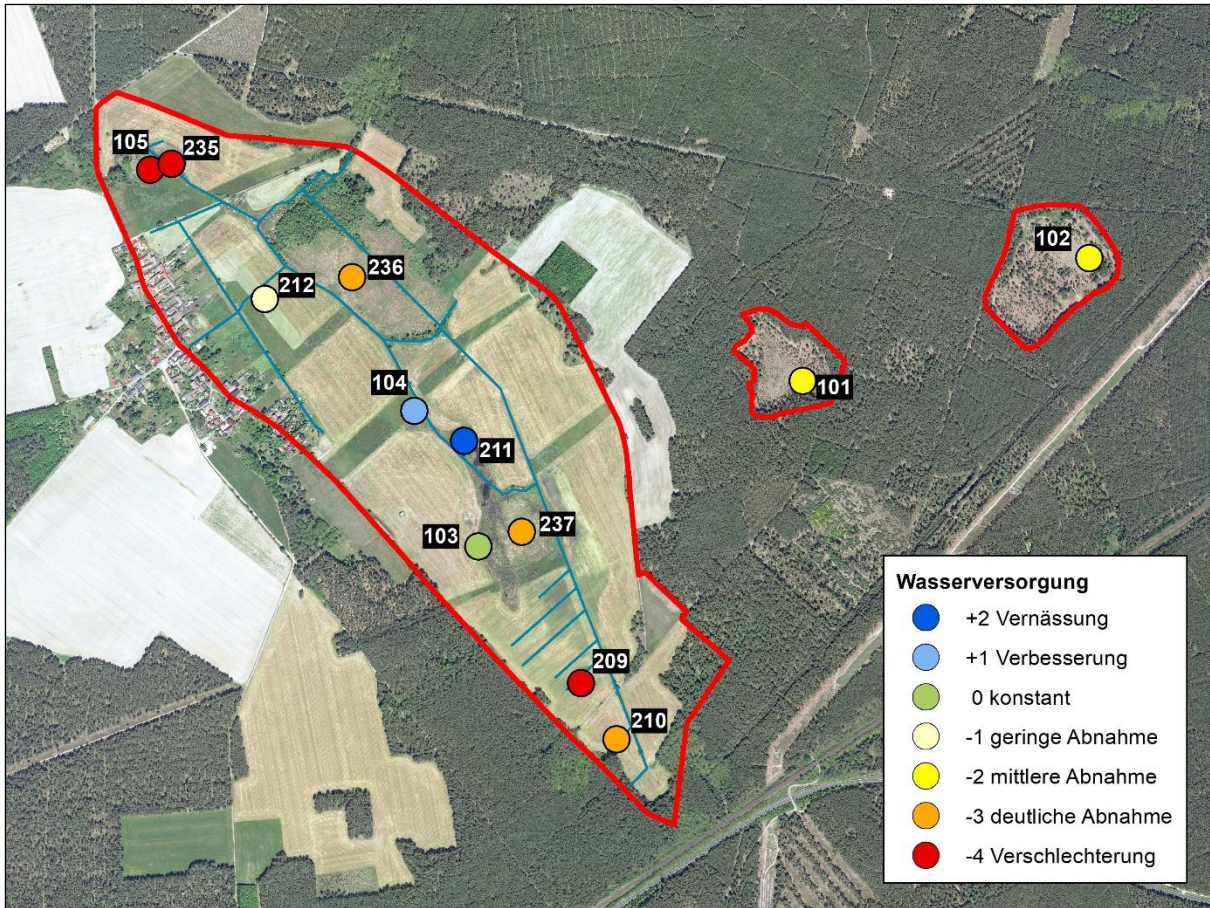 105
235
102
236
212
101
104
211
237
103
209
210
Wasserversorgung
+2 Vernässung
+1 Verbesserung
0 konstant
-1 geringe Abnahme
-2 mittlere Abnahme
-3 deutliche Abnahme
-4 Verschlechterung